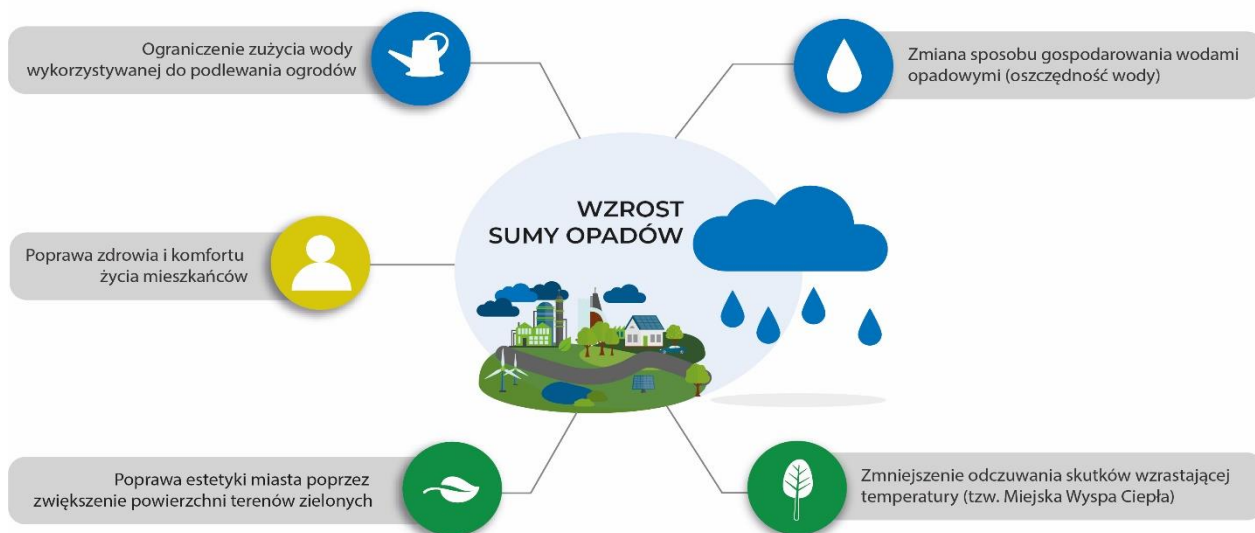 Ograniczenie zużycia wody
wykorzystywanej do podlewania ogrodów
Zmiana sposobu gospodarowania wodami
opadowymi (oszczędność wody)
WZROST
SUMY OPADÓW
Poprawa zdrowia i komfortu
życia mieszkańców
Poprawa estetyki miasta poprzez
zwiększenie powierzchni terenów zielonych
Zmniejszenie odczuwania skutków wzrastającej
temperatury (tzw. Miejska Wyspa Ciepła)